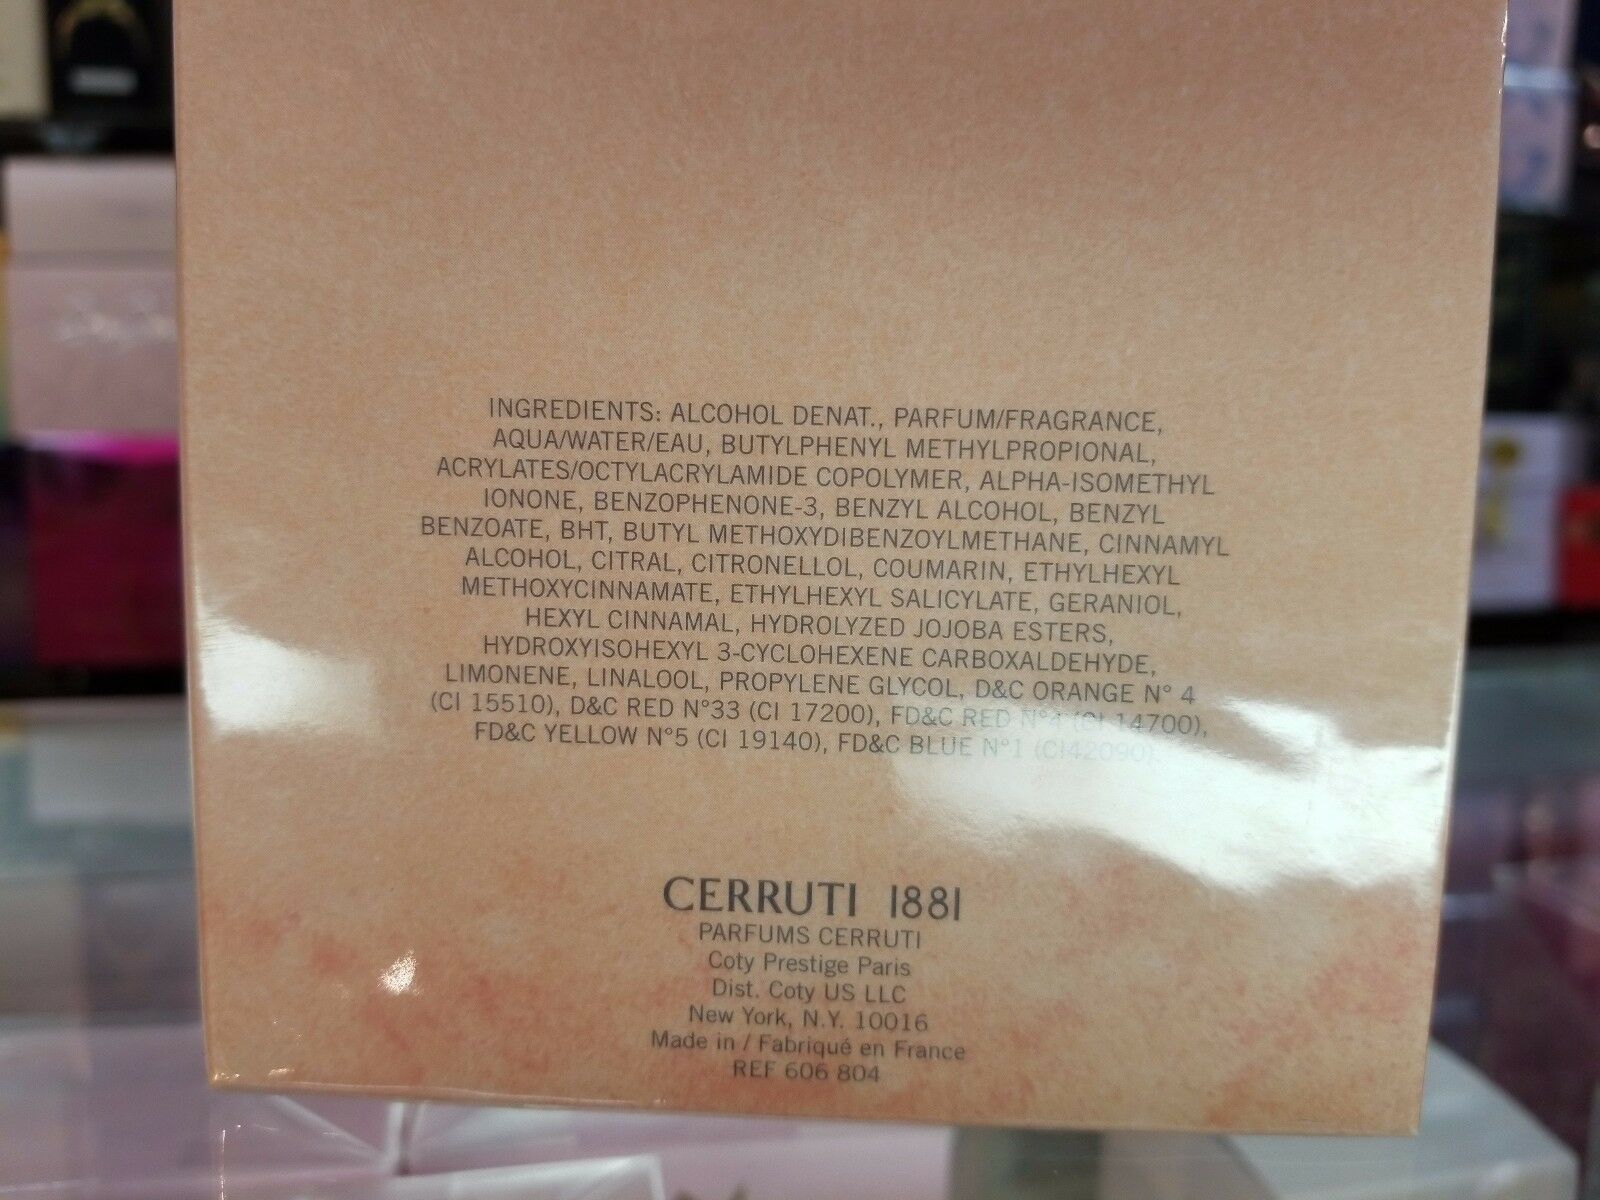 INGREDIENTS: ALCOHOL DENAT., PARFUM/FRAGRANCE,
AQUA/WATER/EAU, BUTYLPHENYL METHYLPROPIONAL,
ACRYLATES/OCTYLACRYLAMIDE COPOLYMER, ALPHA-ISOMETHYL
IONONE, BENZOPHENONE-3, BENZYL ALCOHOL, BENZYL
BENZOATE, BHT, BUTYL METHOXYDIBENZOYLMETHANE, CINNAMYL
ALCOHOL, CITRAL, CITRONELLOL, COUMARIN, ETHYLHEXYL
METHOXYCINNAMATE, ETHYLHEXYL SALICYLATE, GERANIOL,
HEXYL CINNAMAL, HYDROLYZED JOJOBA ESTERS,
HYDROXYISOHEXYL 3-CYCLOHEXENE CARBOXALDEHYDE,
LIMONENE, LINALOOL, PROPYLENE GLYCOL, D&C ORANGE N° 4
(CI 15510), D&C RED N°33 (CI 17200), FD&C RED N°4 (CI 14700),
FD&C YELLOW N°5 (CI 19140), FD&C BLUE N°1 (CI42090).
CERRUTI 1881
PARFUMS CERRUTI
Coty Prestige Paris
Dist. Coty US LLC
New York, N.Y. 10016
Made in / Fabriqué en France
REF 606 804